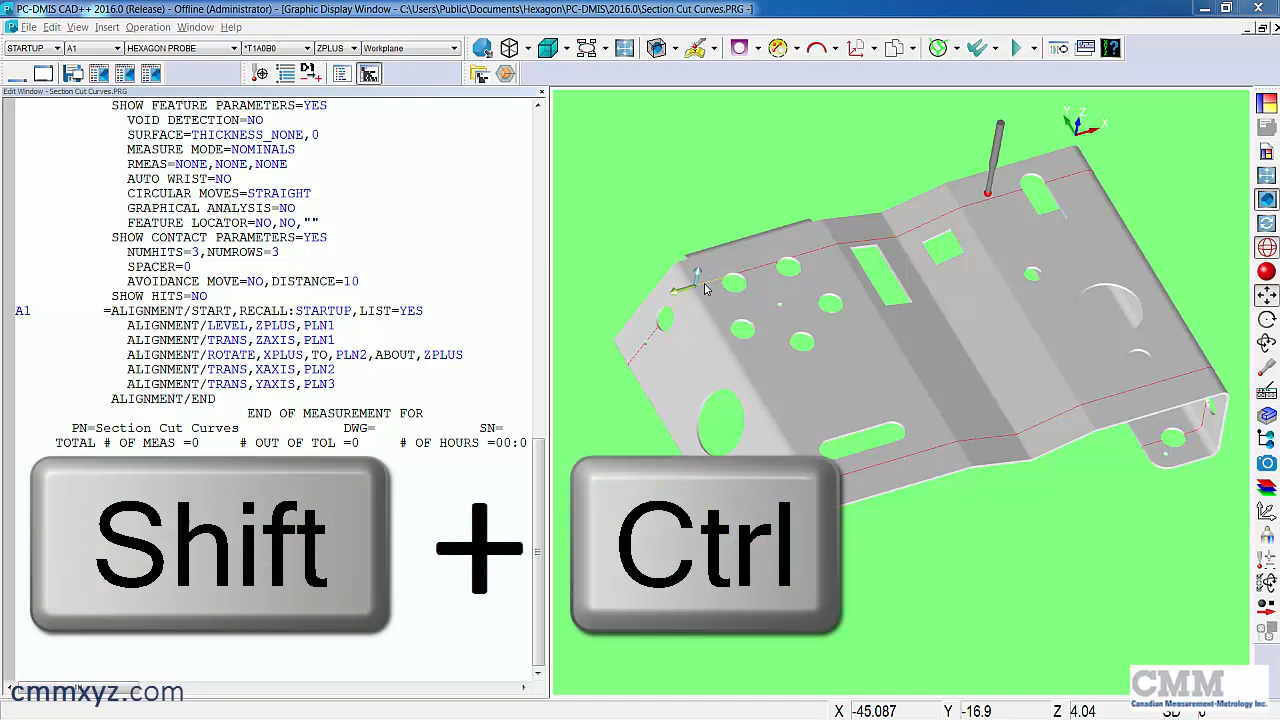 PC-DMIS CAD++ 2016.0 (Release) - Offline (Administrator) - [Graphic Display Window - C:\Users\Public\Documents\Hexagon\PC-DMIS\2016.0\Section Cut Curves.PRG -]
File Edit View Insert Operation Window Help
STARTUP A1 HEXAGON PROBE *T1A0B0 ZPLUS Workplane
Edit Window - Section Cut Curves.PRG
SHOW FEATURE PARAMETERS=YES
VOID DETECTION=NO
SURFACE=THICKNESS_NONE,0
MEASURE MODE=NOMINALS
RMEAS=NONE,NONE,NONE
AUTO WRIST=NO
CIRCULAR MOVES=STRAIGHT
GRAPHICAL ANALYSIS=NO
FEATURE LOCATOR=NO,NO,""
SHOW CONTACT PARAMETERS=YES
NUMHITS=3,NUMROWS=3
SPACER=0
AVOIDANCE MOVE=NO,DISTANCE=10
SHOW HITS=NO
A1 =ALIGNMENT/START,RECALL:STARTUP,LIST=YES
ALIGNMENT/LEVEL,ZPLUS,PLN1
ALIGNMENT/TRANS,ZAXIS,PLN1
ALIGNMENT/ROTATE,XPLUS,TO,PLN2,ABOUT,ZPLUS
ALIGNMENT/TRANS,XAXIS,PLN2
ALIGNMENT/TRANS,YAXIS,PLN3
ALIGNMENT/END
END OF MEASUREMENT FOR
PN=Section Cut Curves DWG= SN=
TOTAL # OF MEAS =0 # OUT OF TOL =0 # OF HOURS =00:0
Y Z X
Shift + Ctrl
cmmxyz.com
CMM
Canadian Measurement-Metrology Inc.
X -45.087 Y -16.9 Z 4.04